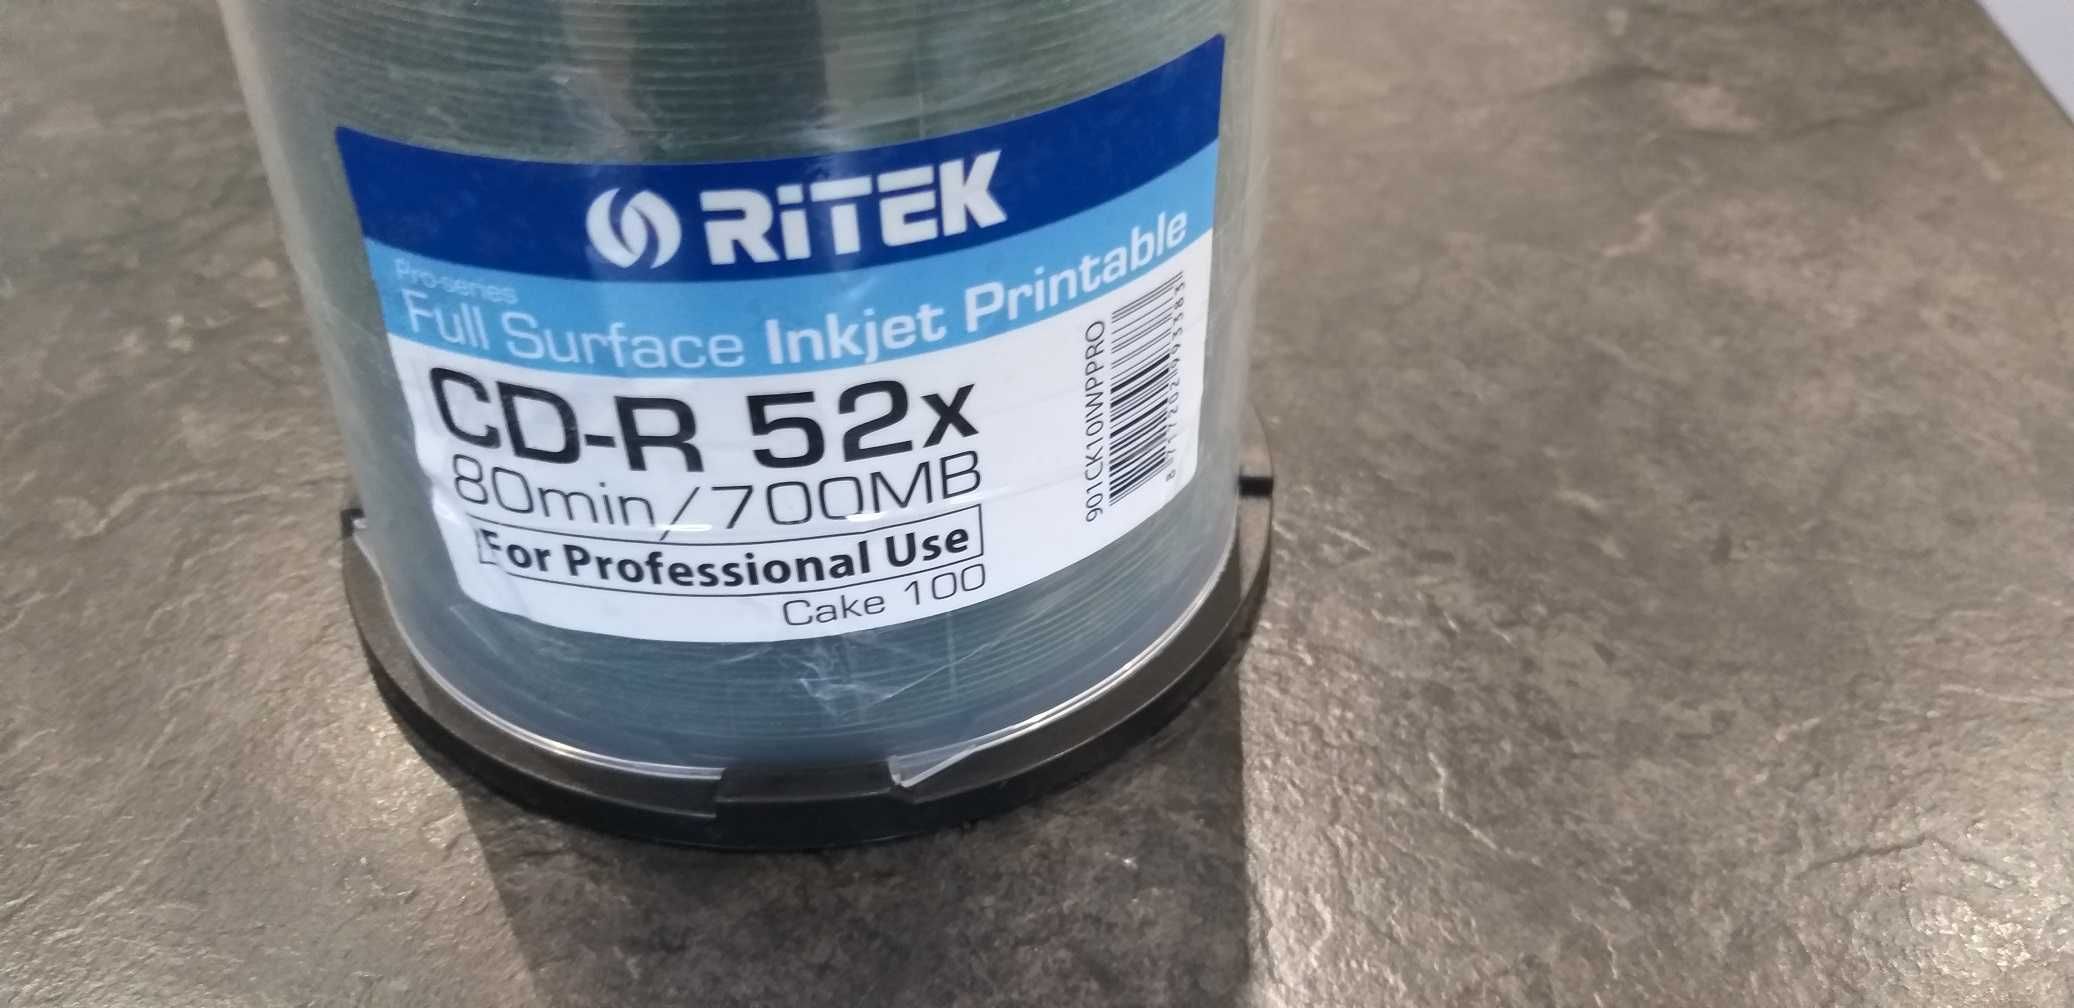 RiTEK
Pro-series
Full Surface Inkjet Printable
CD-R 52x
80min/700MB
For Professional Use
Cake 100
901CK10IWPPRO